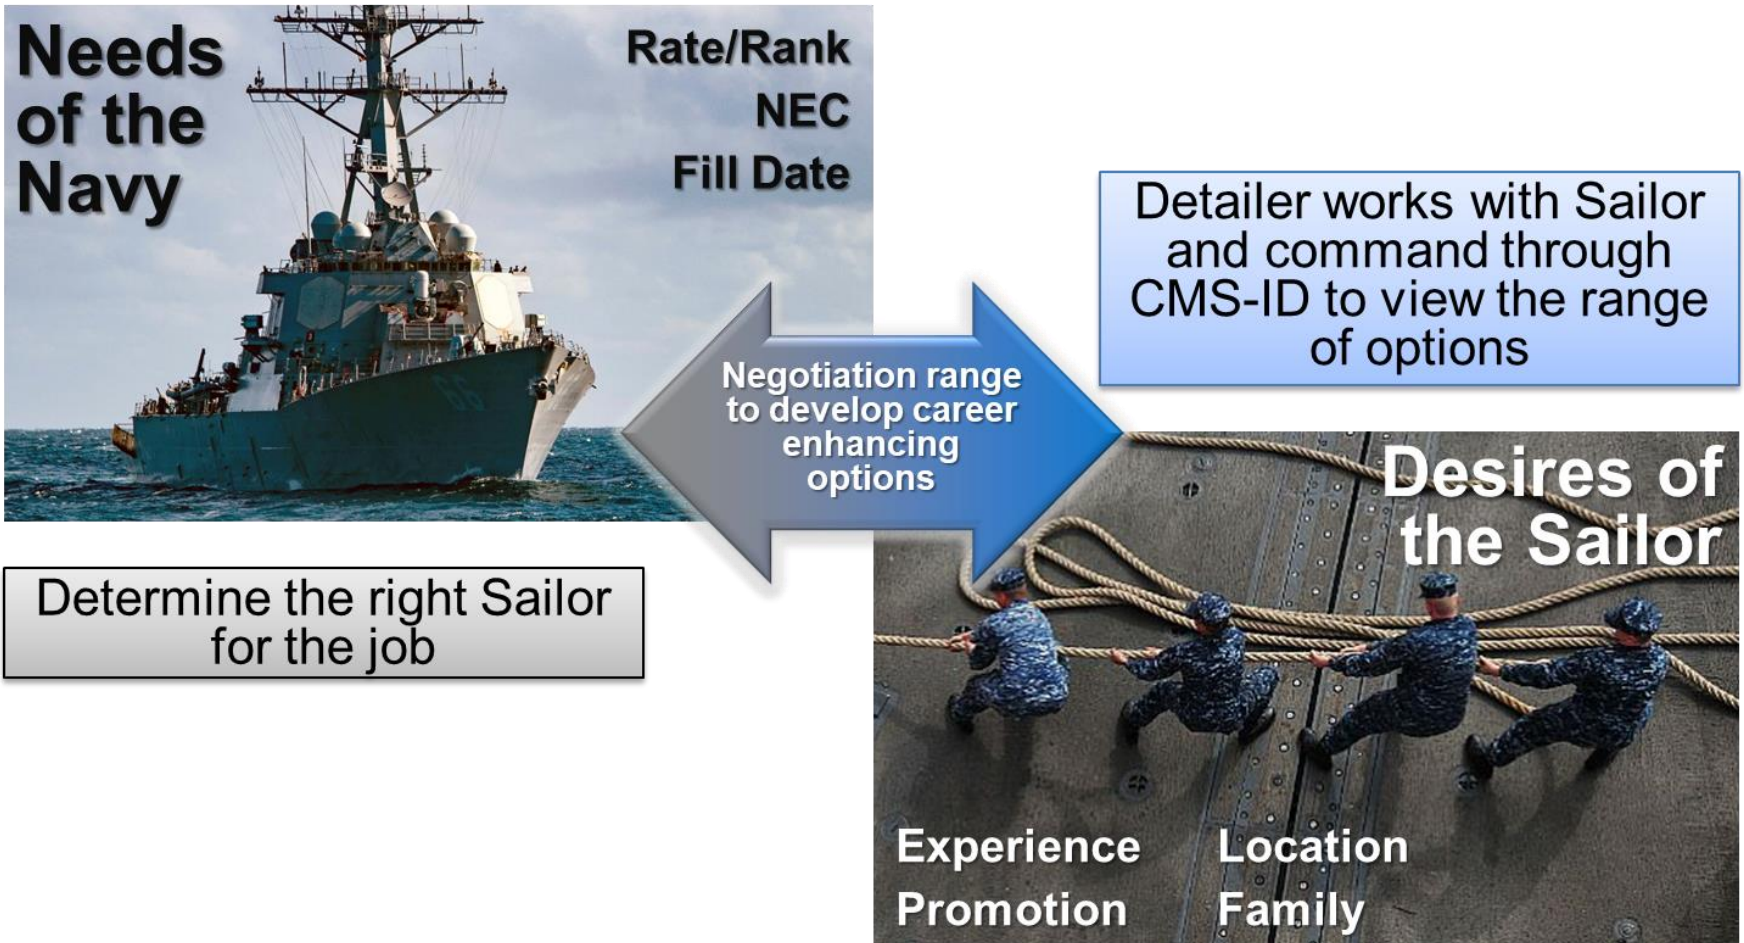 Needs
of the
Navy
Rate/Rank
NEC
Fill Date
Detailer works with Sailor
and command through
CMS-ID to view the range
of options
Negotiation range
to develop career
enhancing
options
Determine the right Sailor
for the job
Desires of
the Sailor
66
Experience
Promotion
Location
Family